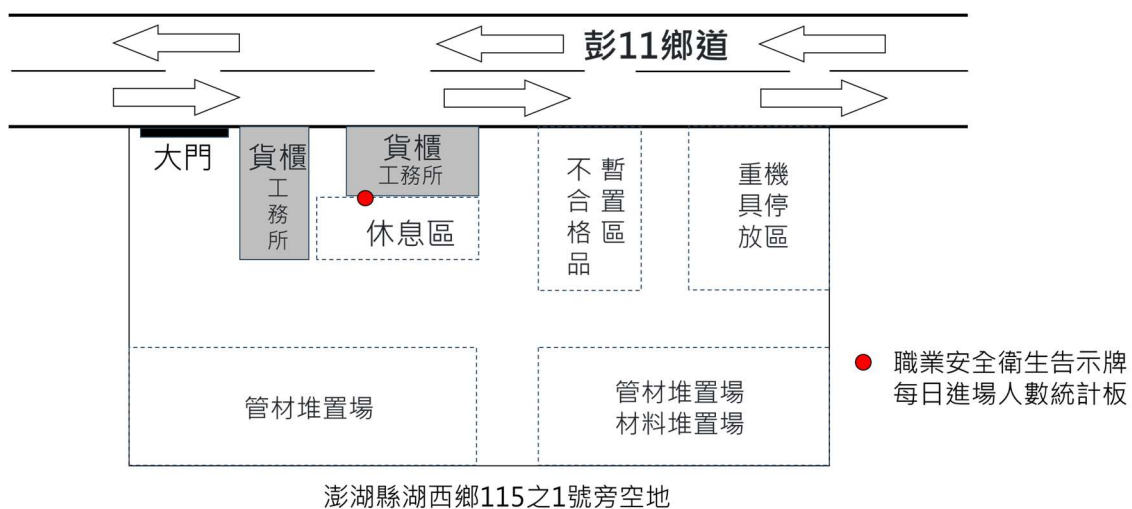 彭11鄉道
大門
貨櫃
工務所
貨櫃
工務所
休息區
不合格品
暫置區
重機
具停
放區
管材堆置場
管材堆置場
材料堆置場
職業安全衛生告示牌
每日進場人數統計板
澎湖縣湖西鄉115之1號旁空地